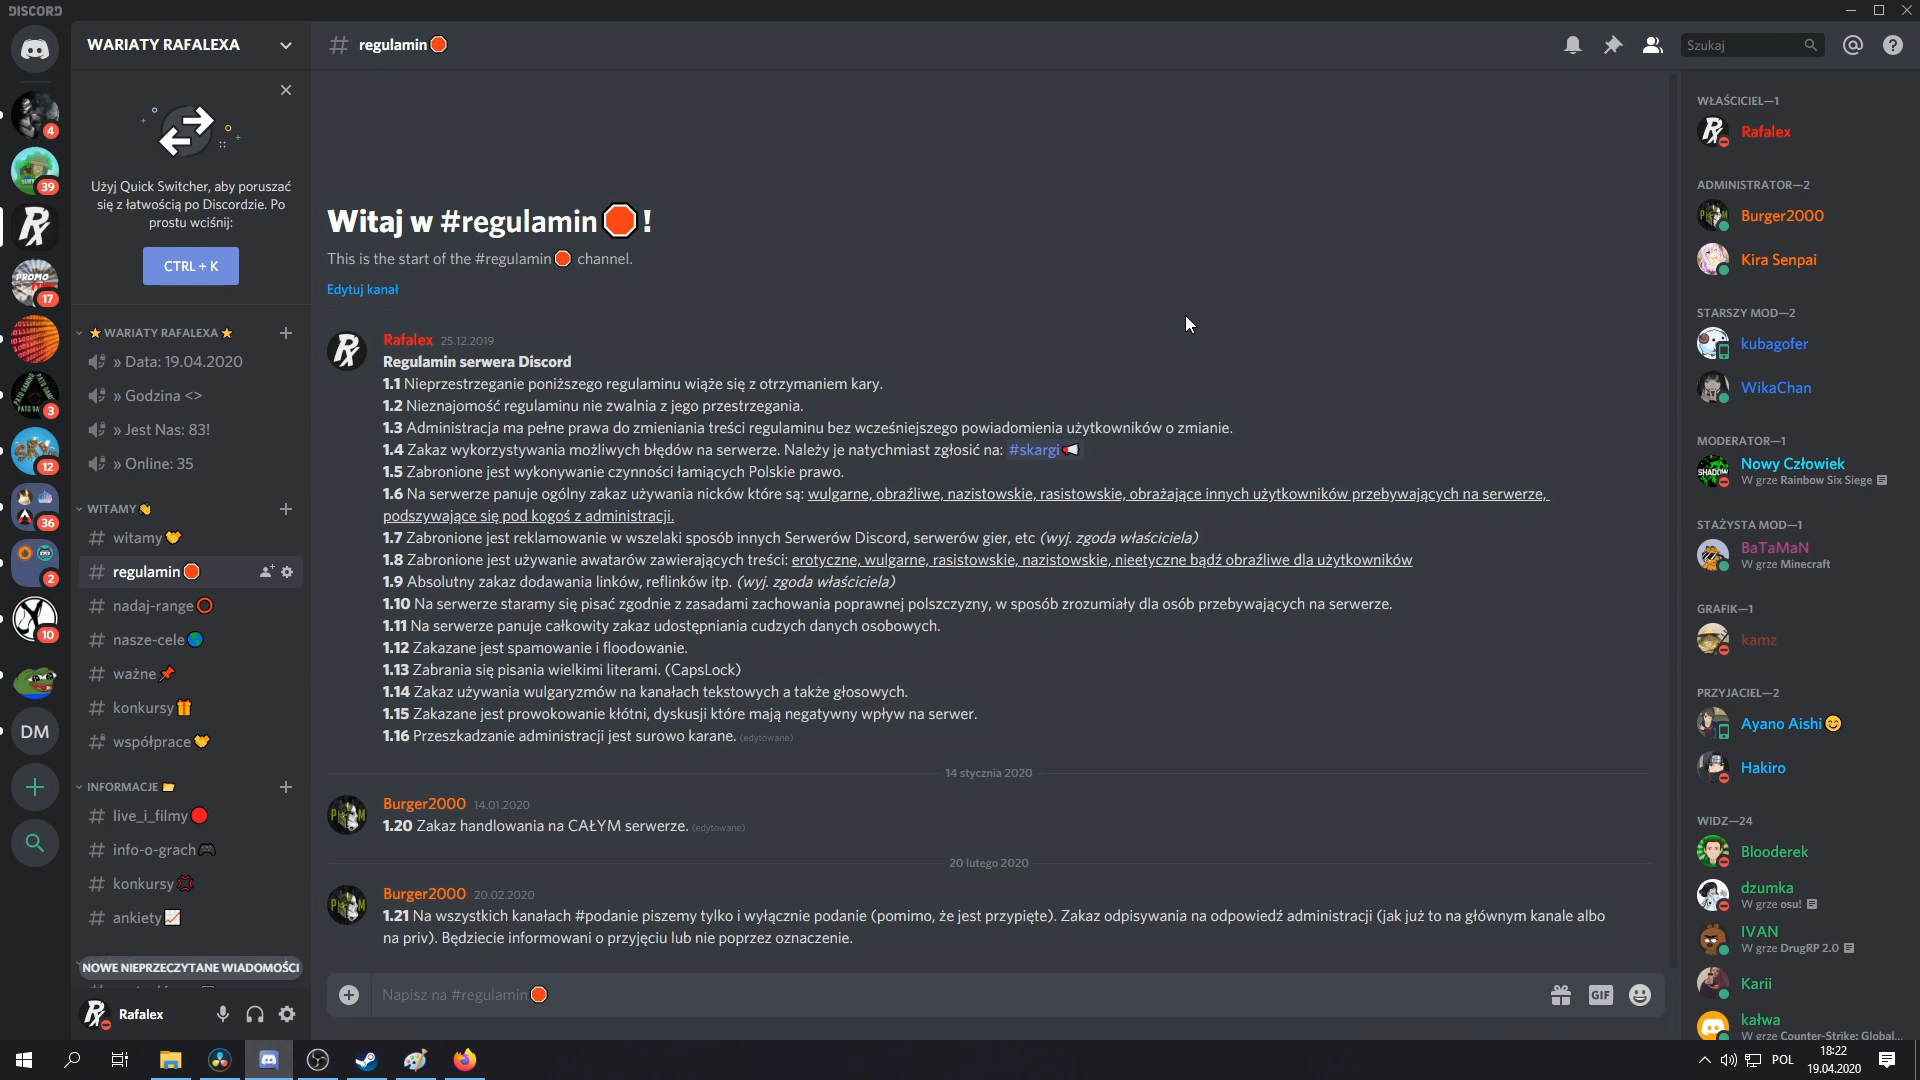 DISCORD
WARIATY RAFALEXA
regulamin
Szukaj
4
39
17
3
12
36
2
10
DM
Użyj Quick Switcher, aby poruszać
się z łatwością po Discordzie. Po
prostu wciśnij:
CTRL + K
WARIATY RAFALEXA
» Data: 19.04.2020
» Godzina <>
» Jest Nas: 83!
» Online: 35
WITAMY
witamy
regulamin
nadaj-range
nasze-cele
ważne
konkursy
współprace
INFORMACJE
live_i_filmy
info-o-grach
konkursy
ankiety
NOWE NIEPRZECZYTANE WIADOMOŚCI
Rafalex
Witaj w #regulamin !
This is the start of the #regulamin channel.
Edytuj kanał
Rafalex 25.12.2019
Regulamin serwera Discord
1.1 Nieprzestrzeganie poniższego regulaminu wiąże się z otrzymaniem kary.
1.2 Nieznajomość regulaminu nie zwalnia z jego przestrzegania.
1.3 Administracja ma pełne prawa do zmieniania treści regulaminu bez wcześniejszego powiadomienia użytkowników o zmianie.
1.4 Zakaz wykorzystywania możliwych błędów na serwerze. Należy je natychmiast zgłosić na: #skargi
1.5 Zabronione jest wykonywanie czynności łamiących Polskie prawo.
1.6 Na serwerze panuje ogólny zakaz używania nicków które są: wulgarne, obraźliwe, nazistowskie, rasistowskie, obrażające innych użytkowników przebywających na serwerze,
podszywające się pod kogoś z administracji.
1.7 Zabronione jest reklamowanie w wszelaki sposób innych Serwerów Discord, serwerów gier, etc (wyj. zgoda właściciela)
1.8 Zabronione jest używanie awatarów zawierających treści: erotyczne, wulgarne, rasistowskie, nazistowskie, nieetyczne bądź obraźliwe dla użytkowników
1.9 Absolutny zakaz dodawania linków, reflinków itp. (wyj. zgoda właściciela)
1.10 Na serwerze staramy się pisać zgodnie z zasadami zachowania poprawnej polszczyzny, w sposób zrozumiały dla osób przebywających na serwerze.
1.11 Na serwerze panuje całkowity zakaz udostępniania cudzych danych osobowych.
1.12 Zakazane jest spamowanie i floodowanie.
1.13 Zabrania się pisania wielkimi literami. (CapsLock)
1.14 Zakaz używania wulgaryzmów na kanałach tekstowych a także głosowych.
1.15 Zakazane jest prowokowanie kłótni, dyskusji które mają negatywny wpływ na serwer.
1.16 Przeszkadzanie administracji jest surowo karane. (edytowane)
14 stycznia 2020
Burger2000 14.01.2020
1.20 Zakaz handlowania na CAŁYM serwerze. (edytowane)
20 lutego 2020
Burger2000 20.02.2020
1.21 Na wszystkich kanałach #podanie piszemy tylko i wyłącznie podanie (pomimo, że jest przypięte). Zakaz odpisywania na odpowiedź administracji (jak już to na głównym kanale albo
na priv). Będziecie informowani o przyjęciu lub nie poprzez oznaczenie.
Napisz na #regulamin
GIF
WŁAŚCICIEL—1
Rafalex
ADMINISTRATOR—2
Burger2000
Kira Senpai
STARSZY MOD—2
kubagofer
WikaChan
MODERATOR—1
Nowy Człowiek
W grze Rainbow Six Siege
STAŻYSTA MOD—1
BaTaMaN
W grze Minecraft
GRAFIK—1
kamz
PRZYJACIEL—2
Ayano Aishi
Hakiro
WIDZ—24
Blooderek
dzumka
W grze osu!
IVAN
W grze DrugRP 2.0
Karii
kałwa
W grze Counter-Strike: Global...
POL
18:22
19.04.2020